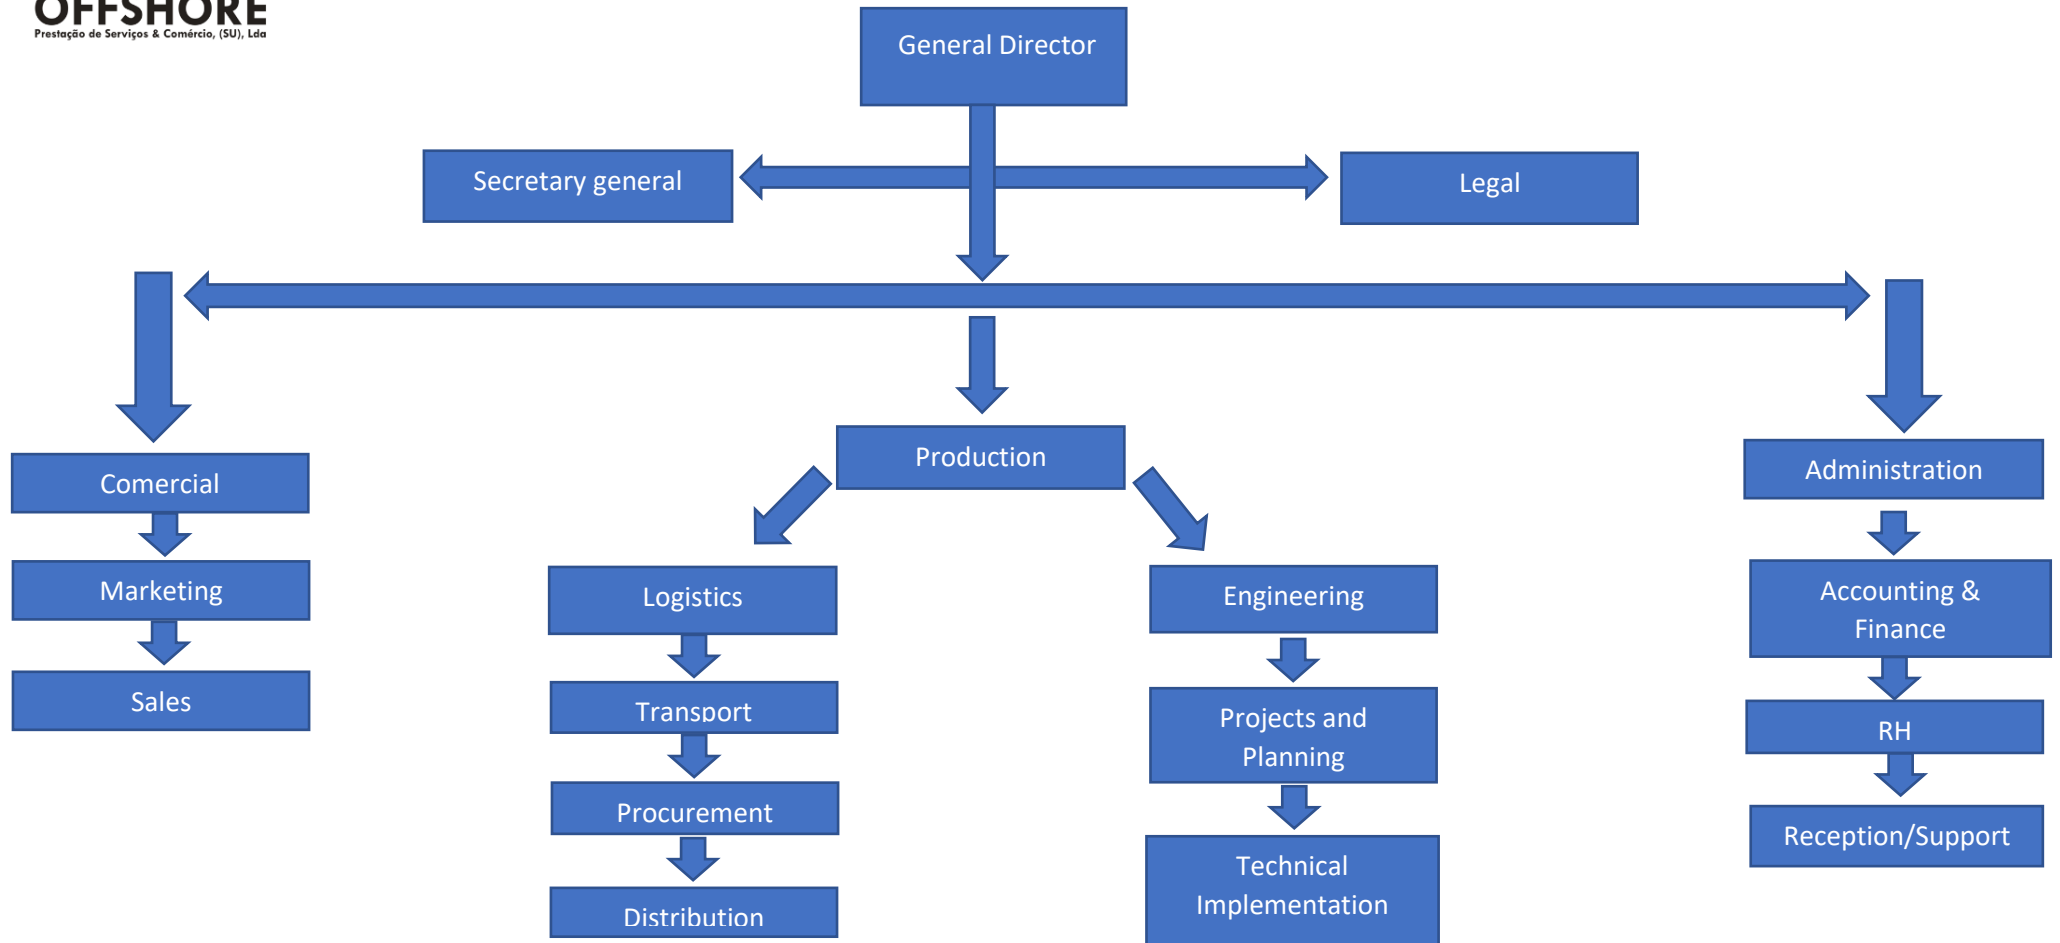 OFFSHORE
Prestação de Serviços & Comércio, (SU), Lda
General Director
Secretary general
Legal
Production
Comercial
Administration
Marketing
Logistics
Engineering
Accounting &
Finance
Sales
Transport
Projects and
Planning
RH
Procurement
Reception/Support
Technical
Implementation
Distribution